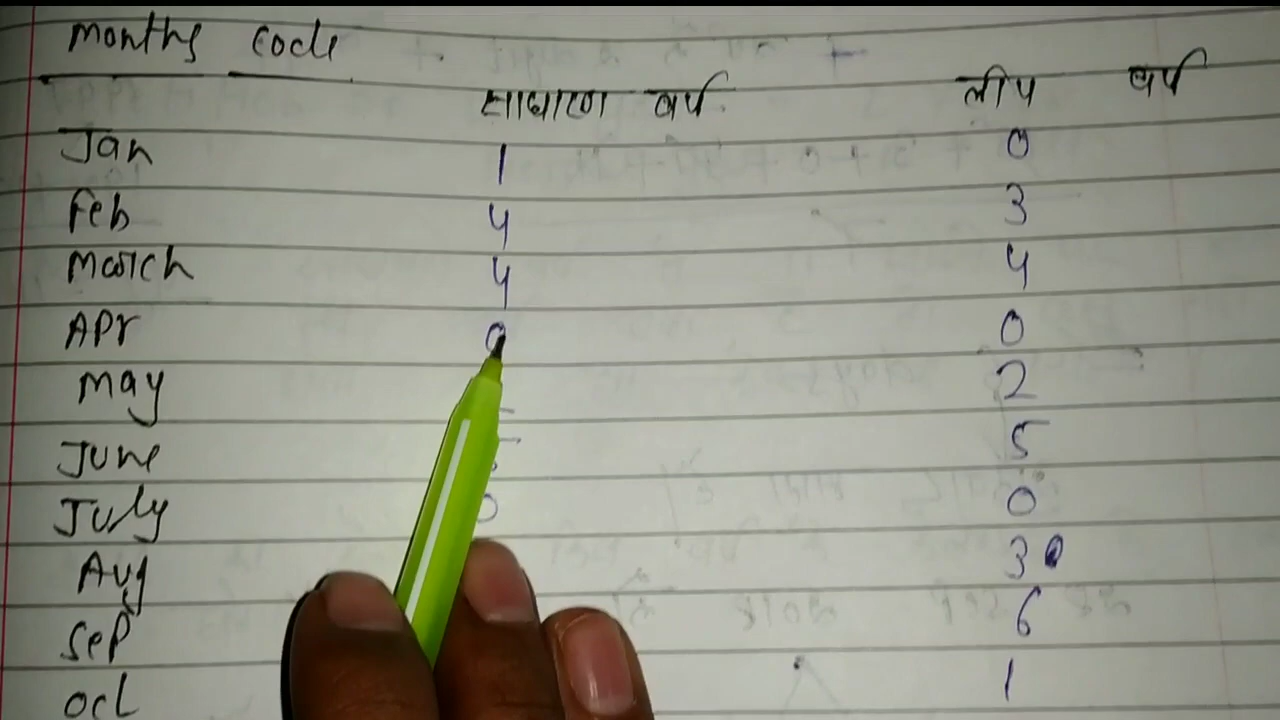 months code
साधारण वर्ष लीप वर्ष
Jan 1 0
Feb 4 3
March 4 4
APr 0 0
may 2
June 5
July 0 0
Aug 3
SeP 6
Oct 1